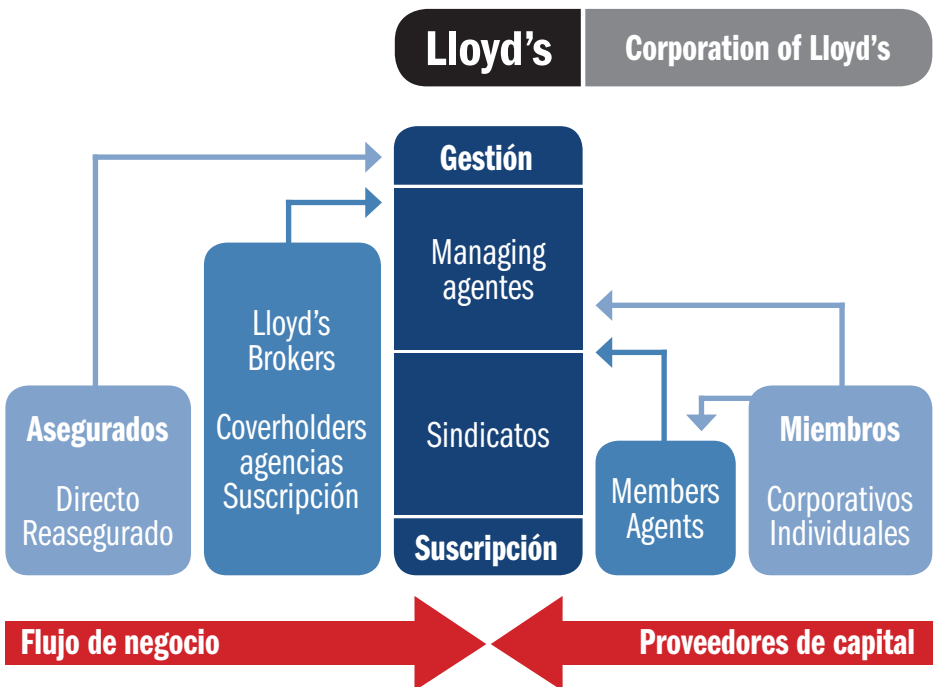 Lloyd's
Corporation of Lloyd's
Gestión
Managing
agentes
Sindicatos
Suscripción
Asegurados
Directo
Reasegurado
Lloyd's
Brokers
Coverholders
agencias
Suscripción
Members
Agents
Miembros
Corporativos
Individuales
Flujo de negocio
Proveedores de capital